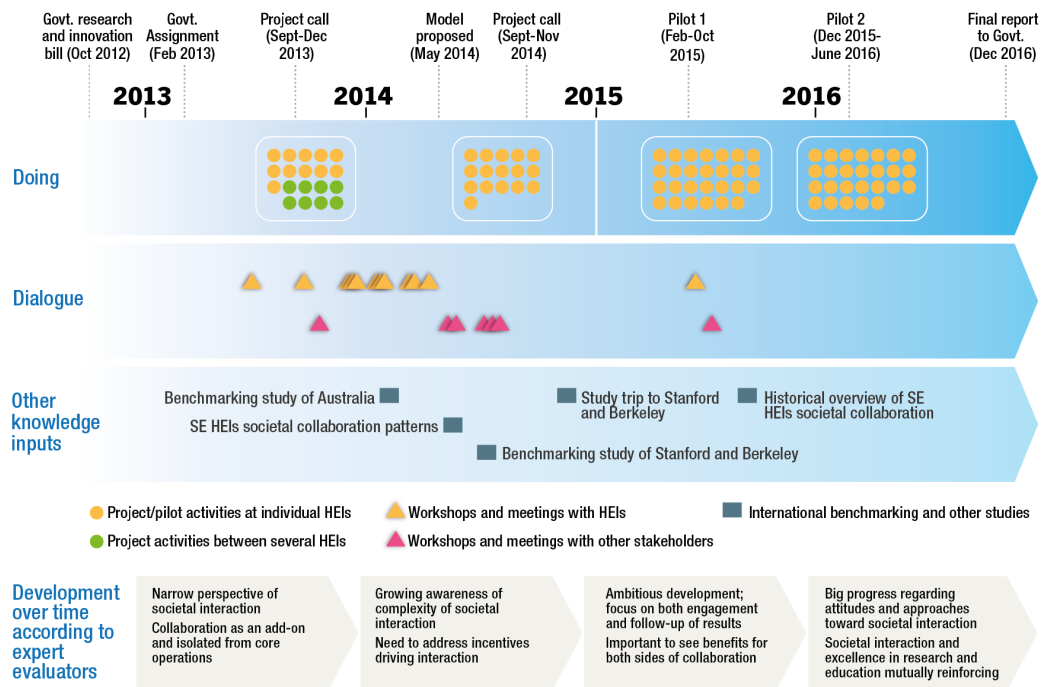 Govt. research
and innovation
bill (Oct 2012)
Govt.
Assignment
(Feb 2013)
Project call
(Sept-Dec
2013)
Model
proposed
(May 2014)
Project call
(Sept-Nov
2014)
Pilot 1
(Feb-Oct
2015)
Pilot 2
(Dec 2015-
June 2016)
Final report
to Govt.
(Dec 2016)
2013
2014
2015
2016
Doing
Dialogue
Other
knowledge
inputs
Benchmarking study of Australia
SE HEIs societal collaboration patterns
Benchmarking study of Stanford and Berkeley
Study trip to Stanford
and Berkeley
Historical overview of SE
HEIs societal collaboration
Project/pilot activities at individual HEIs
Project activities between several HEIs
Workshops and meetings with HEIs
Workshops and meetings with other stakeholders
International benchmarking and other studies
Development
over time
according to
expert
evaluators
Narrow perspective of
societal interaction
Collaboration as an add-on
and isolated from core
operations
Growing awareness of
complexity of societal
interaction
Need to address incentives
driving interaction
Ambitious development;
focus on both engagement
and follow-up of results
Important to see benefits for
both sides of collaboration
Big progress regarding
attitudes and approaches
toward societal interaction
Societal interaction and
excellence in research and
education mutually reinforcing